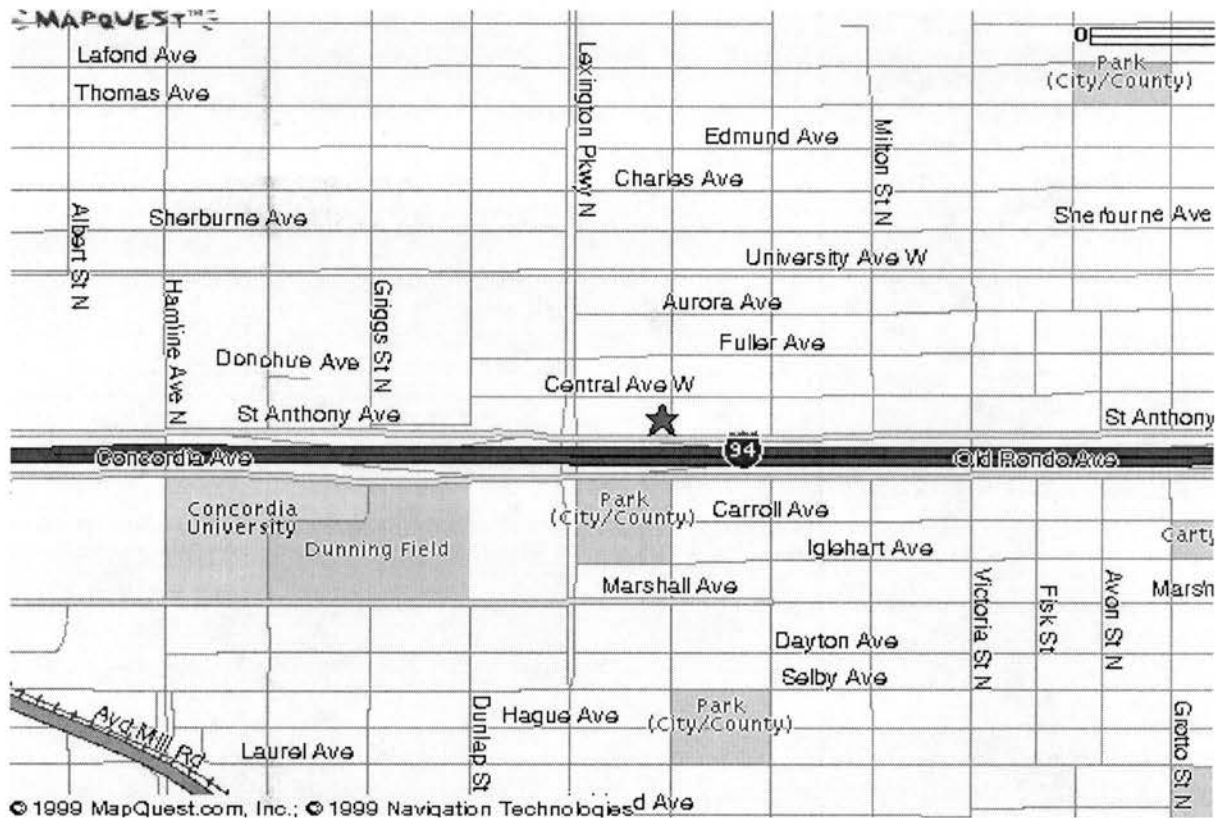 MAPQUEST™
Lafond Ave
Thomas Ave
0
Park
(City/County)
Lexington Pkwy N
Edmund Ave
Milton St N
Charles Ave
Albert St N
Sherburne Ave
Sherburne Ave
University Ave W
Hamline Ave N
Griggs St N
Aurora Ave
Donohue Ave
Fuller Ave
Central Ave W
St Anthony Ave
St Anthony
94
Concordia Ave
Old Rondo Ave
Concordia
University
Dunning Field
Park
(City/County)
Carroll Ave
Iglehart Ave
Carty
Marshall Ave
Victoria St N
Fisk St
Avon St N
Marsh
Dayton Ave
Selby Ave
Ayd Mill Rd
Dunlap St
Hague Ave
Park
(City/County)
Grotto St N
Laurel Ave
© 1999 MapQuest.com, Inc.; © 1999 Navigation Technologies
d Ave